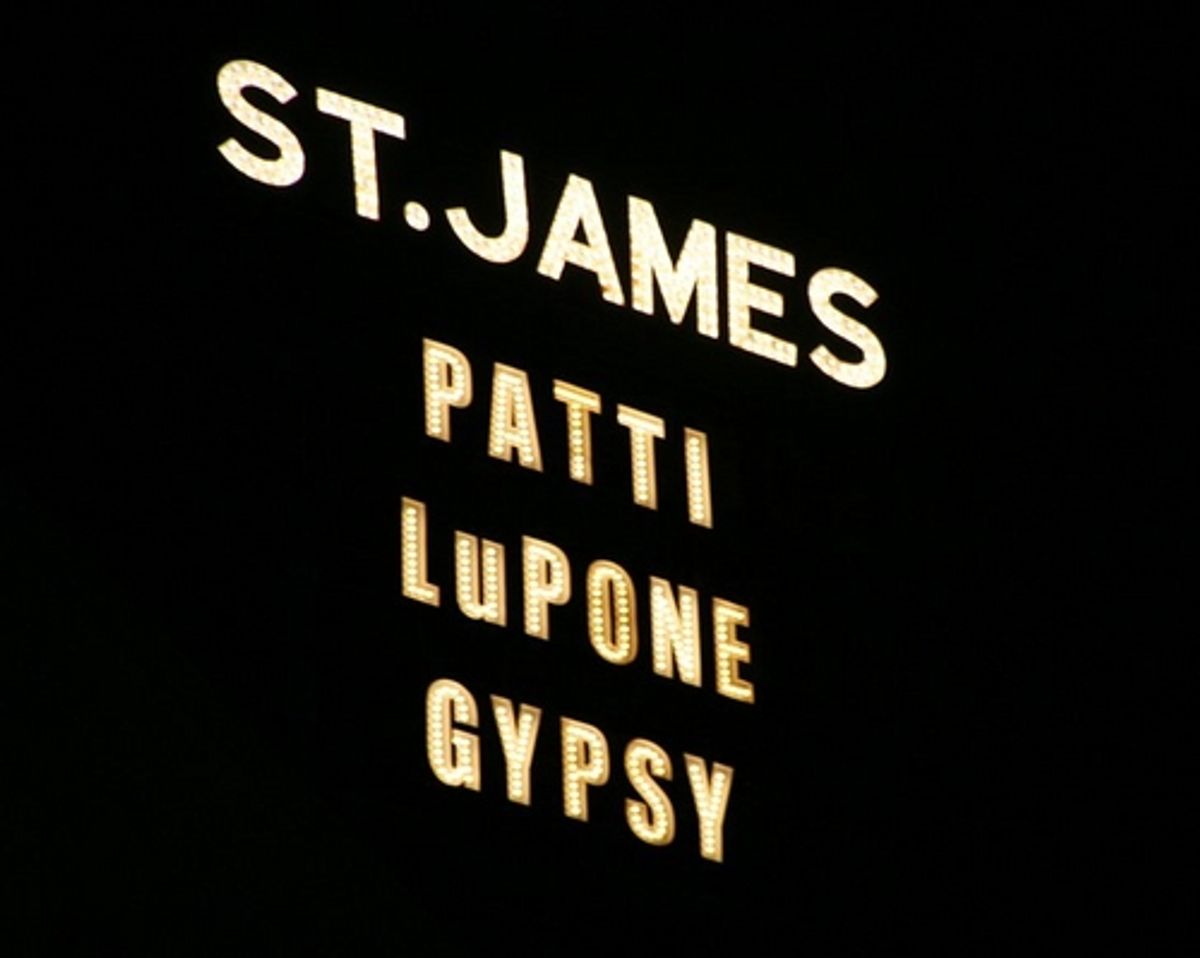 ST. JAMES
PATTI
LuPONE
GYPSY